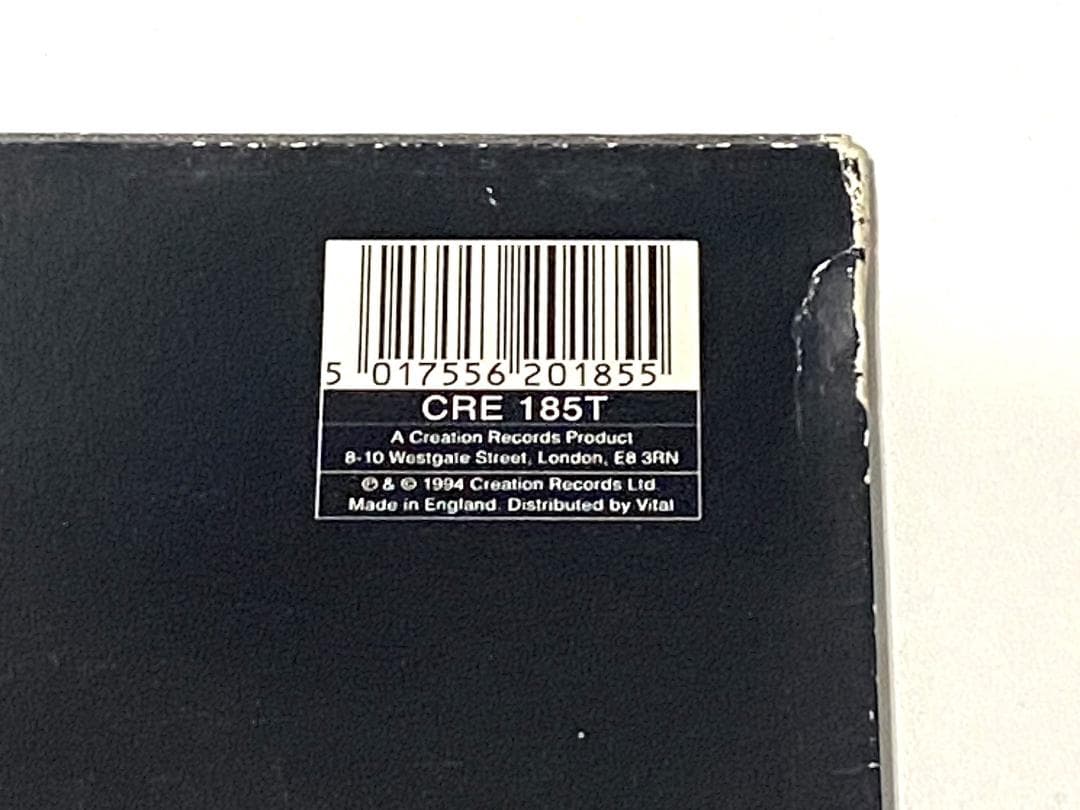 5 017556 201855
CRE 185T
A Creation Records Product
8-10 Westgate Street, London, E8 3RN
℗ & © 1994 Creation Records Ltd.
Made in England. Distributed by Vital